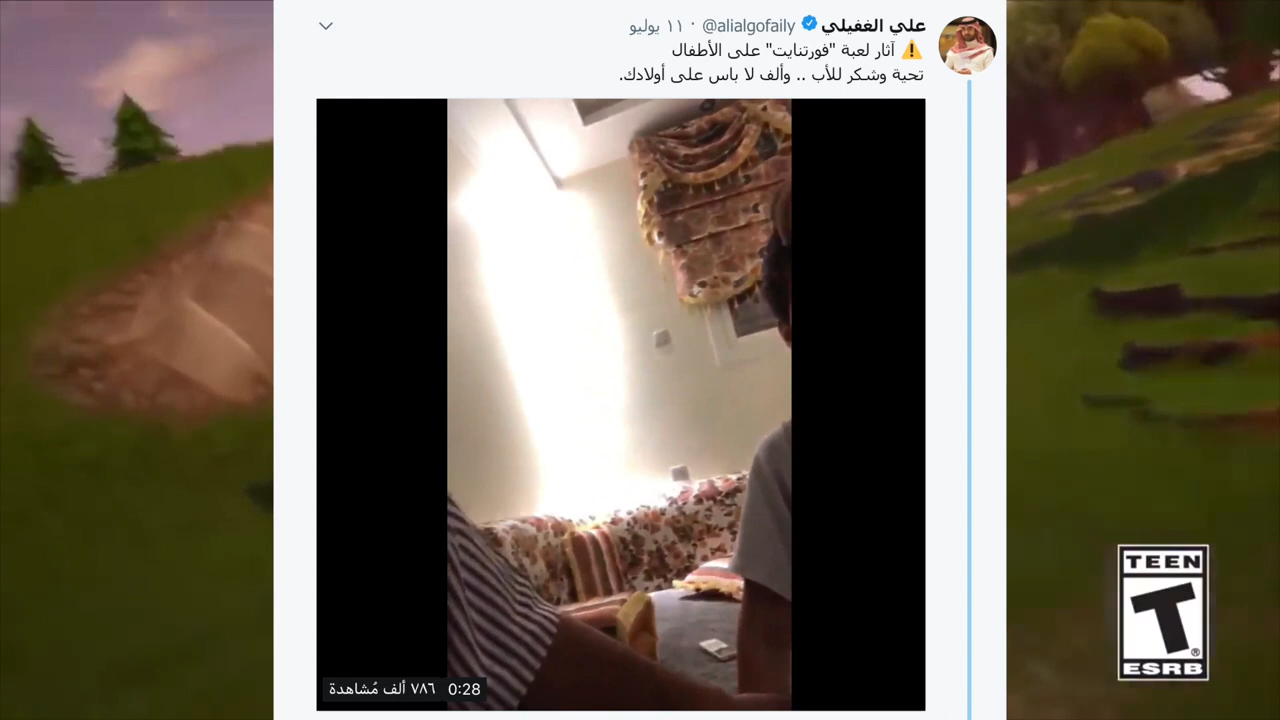 علي الغفيلي @alialgofaily · ١١ يوليو
⚠️ آثار لعبة "فورتنايت" على الأطفال
تحية وشكر للأب .. وألف لا باس على أولادك.
0:28 ٧٨٦ ألف مُشاهدة
TEEN
T
®
ESRB